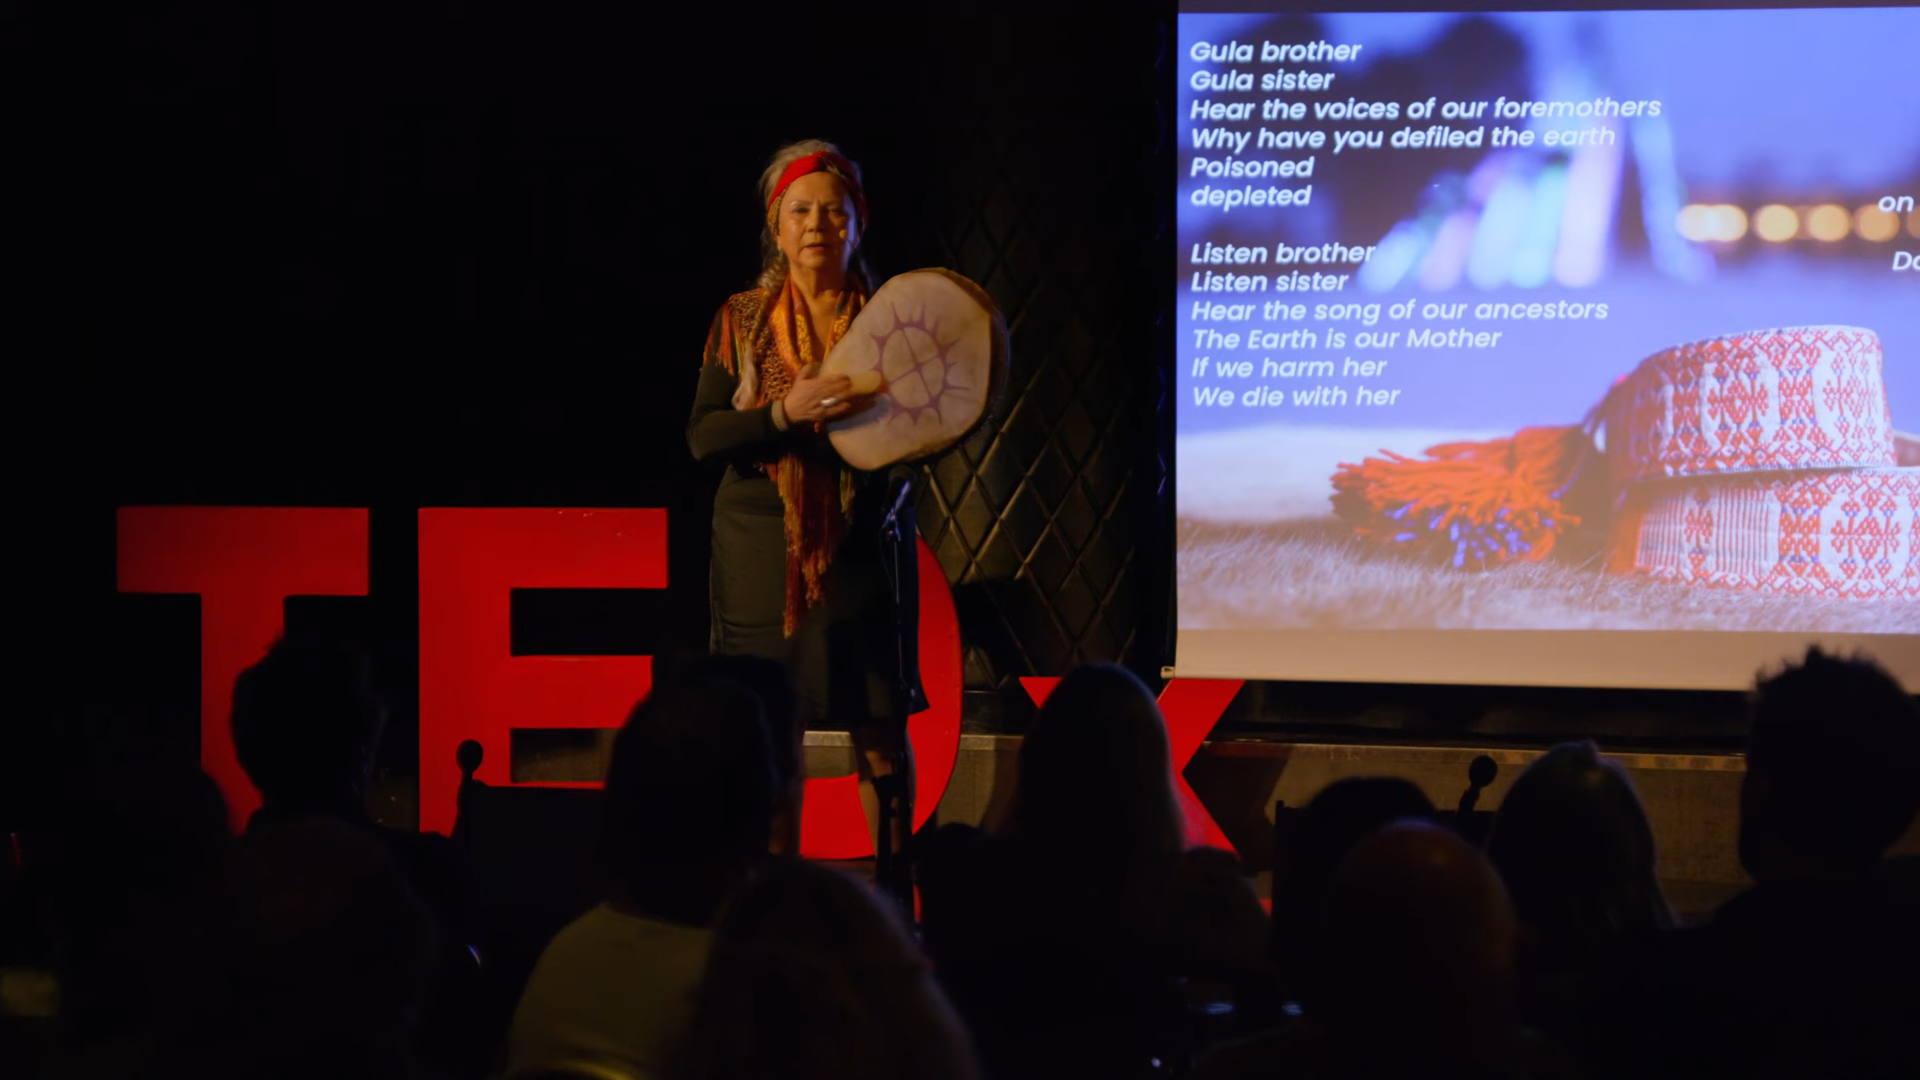 Gula brother
Gula sister
Hear the voices of our foremothers
Why have you defiled the earth
Poisoned
depleted
Listen brother
Listen sister
Hear the song of our ancestors
The Earth is our Mother
If we harm her
We die with her
on
TEDx